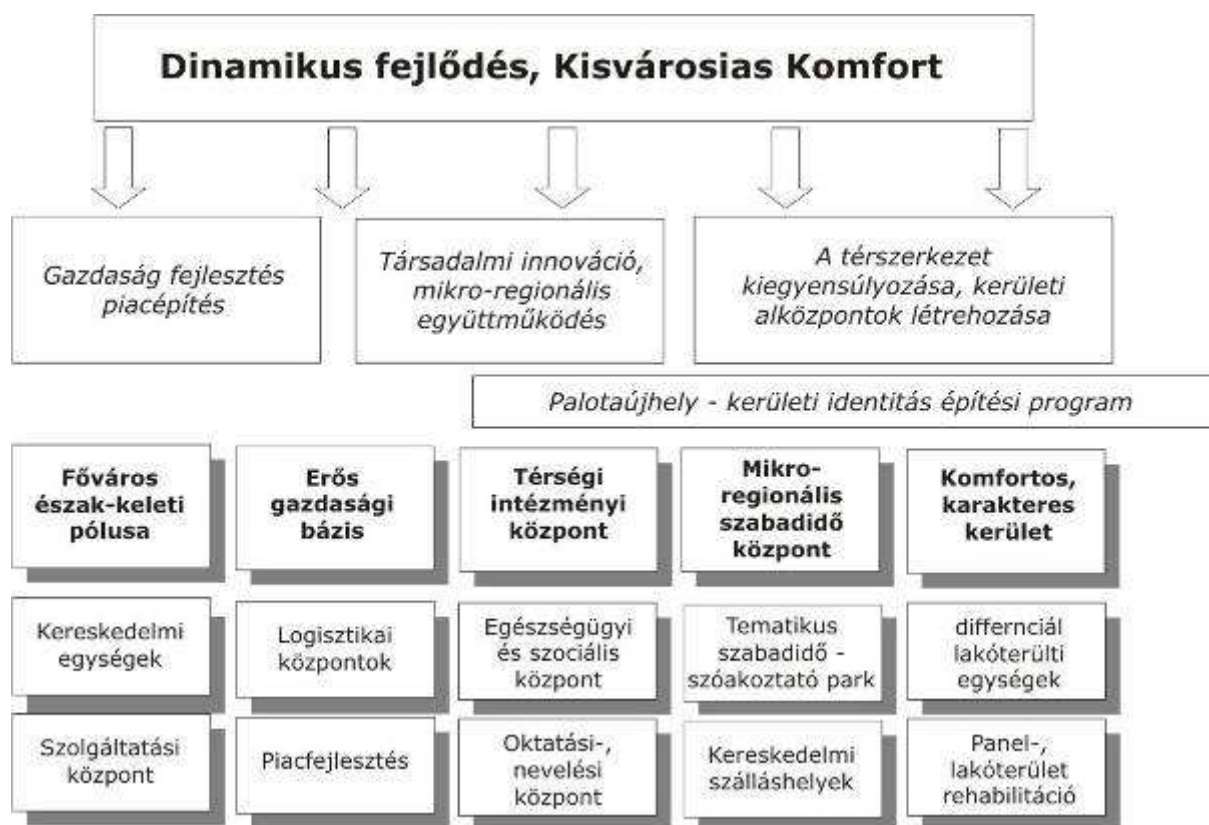 Dinamikus fejlődés, Kisvárosias Komfort
Gazdaság fejlesztés
piacépítés
Társadalmi innováció,
mikro-regionális
együttműködés
A térszerkezet
kiegyensúlyozása, kerületi
alközpontok létrehozása
Palotaújhely - kerületi identitás építési program
Főváros
észak-keleti
pólusa
Erős
gazdasági
bázis
Térségi
intézményi
központ
Mikro-
regionális
szabadidő
központ
Komfortos,
karakteres
kerület
Kereskedelmi
egységek
Logisztikai
központok
Egészségügyi
és szociális
központ
Tematikus
szabadidő -
szóakoztató park
differnciál
lakóterülti
egységek
Szolgáltatási
központ
Piacfejlesztés
Oktatási-,
nevelési
központ
Kereskedelmi
szálláshelyek
Panel-,
lakóterület
rehabilitáció